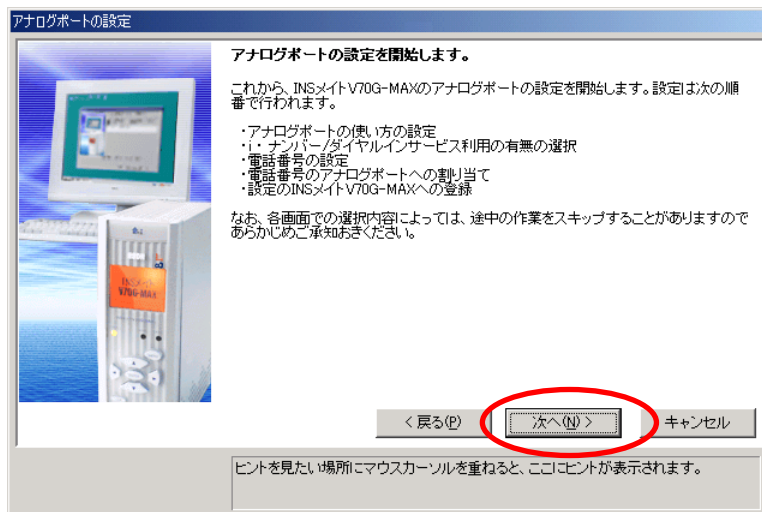 アナログポートの設定
アナログポートの設定を開始します。
これから、INSメイトV70G-MAXのアナログポートの設定を開始します。設定は次の順
番で行われます。
・アナログポートの使い方の設定
・i・ナンバー/ダイヤルインサービス利用の有無の選択
・電話番号の設定
・電話番号のアナログポートへの割り当て
・設定のINSメイトV70G-MAXへの登録
なお、各画面での選択内容によっては、途中の作業をスキップすることがありますので
あらかじめご承知おきください。
INSメイト
V70G-MAX
< 戻る(P)
次へ(N) >
キャンセル
ヒントを見たい場所にマウスカーソルを重ねると、ここにヒントが表示されます。